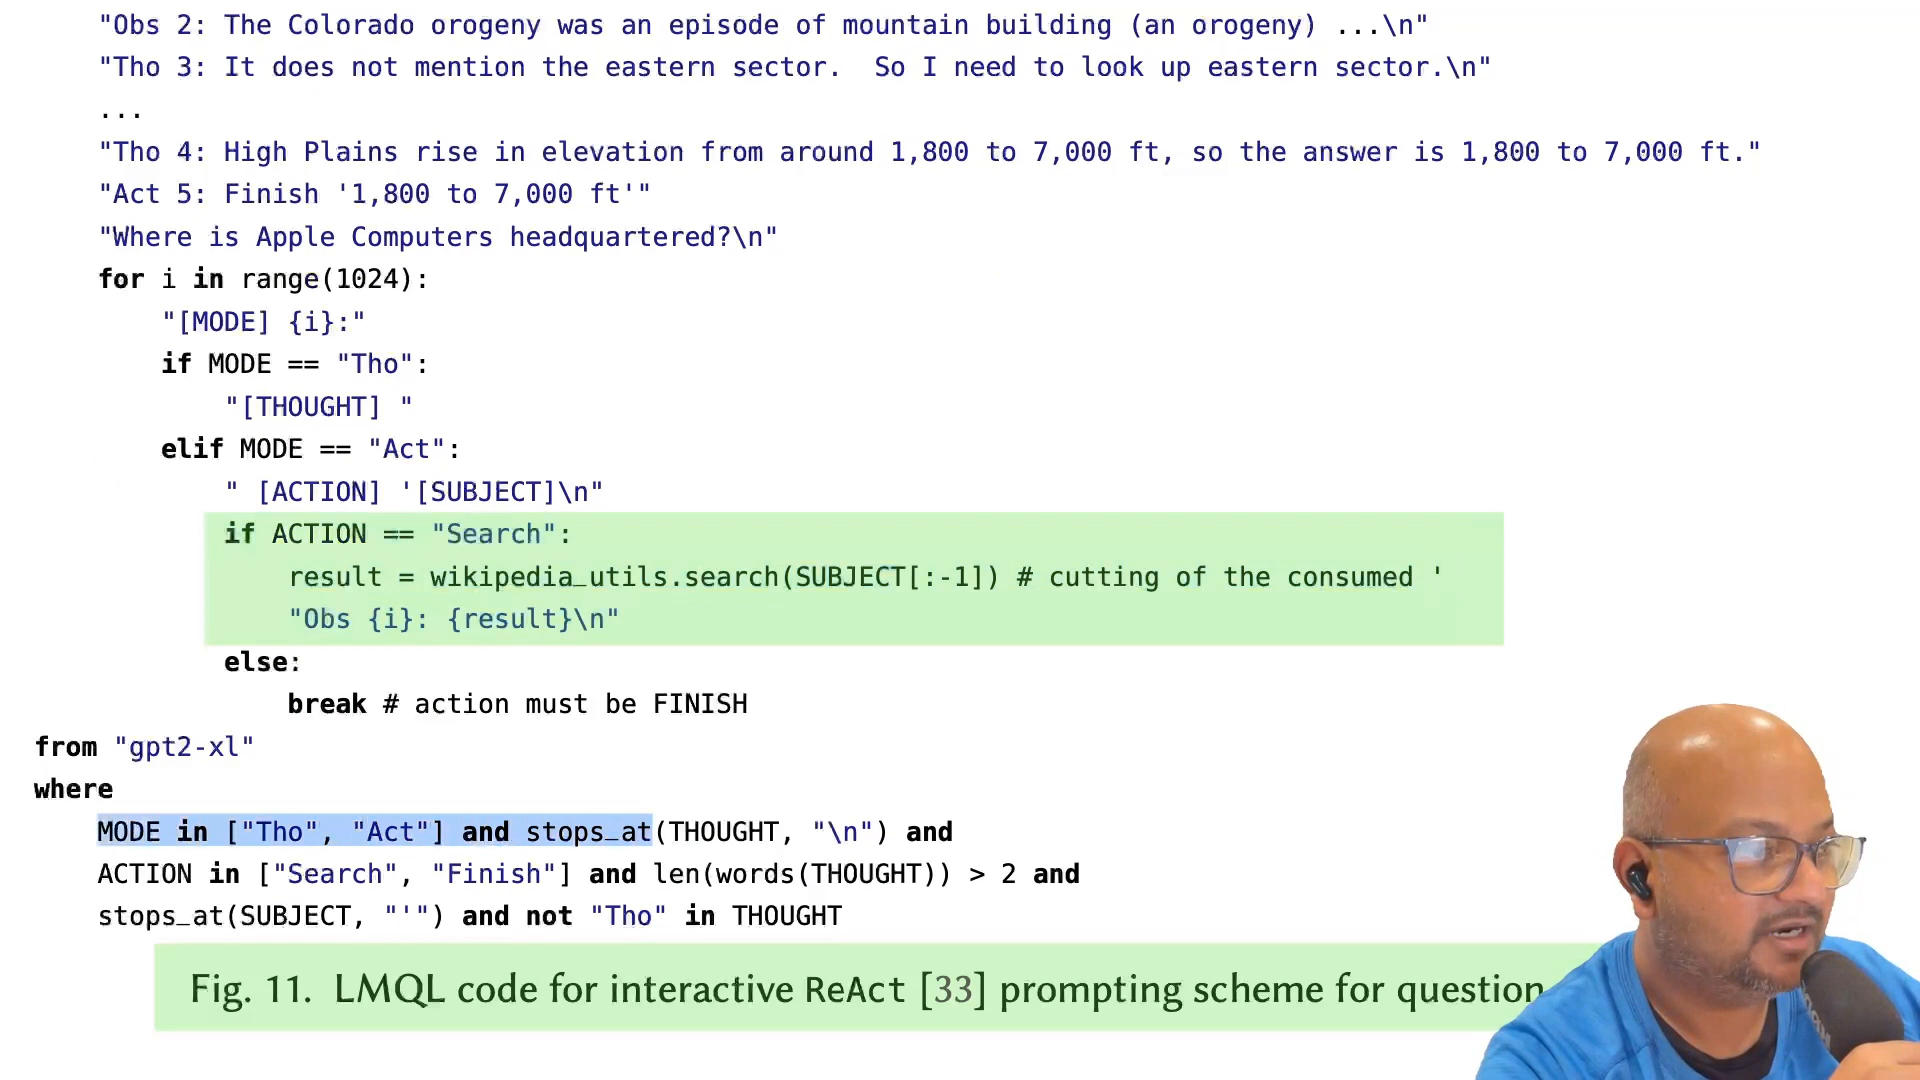 "Obs 2: The Colorado orogeny was an episode of mountain building (an orogeny) ...\n"
"Tho 3: It does not mention the eastern sector.  So I need to look up eastern sector.\n"
...
"Tho 4: High Plains rise in elevation from around 1,800 to 7,000 ft, so the answer is 1,800 to 7,000 ft."
"Act 5: Finish '1,800 to 7,000 ft'"
"Where is Apple Computers headquartered?\n"
for i in range(1024):
"[MODE] {i}:"
if MODE == "Tho":
"[THOUGHT] "
elif MODE == "Act":
" [ACTION] '[SUBJECT]\n"
if ACTION == "Search":
result = wikipedia_utils.search(SUBJECT[:-1]) # cutting of the consumed '
"Obs {i}: {result}\n"
else:
break # action must be FINISH
from "gpt2-xl"
where
MODE in ["Tho", "Act"] and stops_at(THOUGHT, "\n") and
ACTION in ["Search", "Finish"] and len(words(THOUGHT)) > 2 and
stops_at(SUBJECT, "'") and not "Tho" in THOUGHT
Fig. 11. LMQL code for interactive ReAct [33] prompting scheme for question